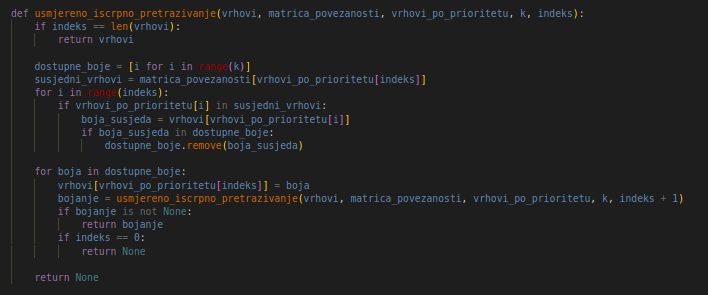 def usmjereno_iscrpno_pretrazivanje(vrhovi, matrica_povezanosti, vrhovi_po_prioritetu, k, indeks):
    if indeks == len(vrhovi):
        return vrhovi

    dostupne_boje = [i for i in range(k)]
    susjedni_vrhovi = matrica_povezanosti[vrhovi_po_prioritetu[indeks]]
    for i in range(indeks):
        if vrhovi_po_prioritetu[i] in susjedni_vrhovi:
            boja_susjeda = vrhovi[vrhovi_po_prioritetu[i]]
            if boja_susjeda in dostupne_boje:
                dostupne_boje.remove(boja_susjeda)

    for boja in dostupne_boje:
        vrhovi[vrhovi_po_prioritetu[indeks]] = boja
        bojanje = usmjereno_iscrpno_pretrazivanje(vrhovi, matrica_povezanosti, vrhovi_po_prioritetu, k, indeks + 1)
        if bojanje is not None:
            return bojanje
        if indeks == 0:
            return None

    return None